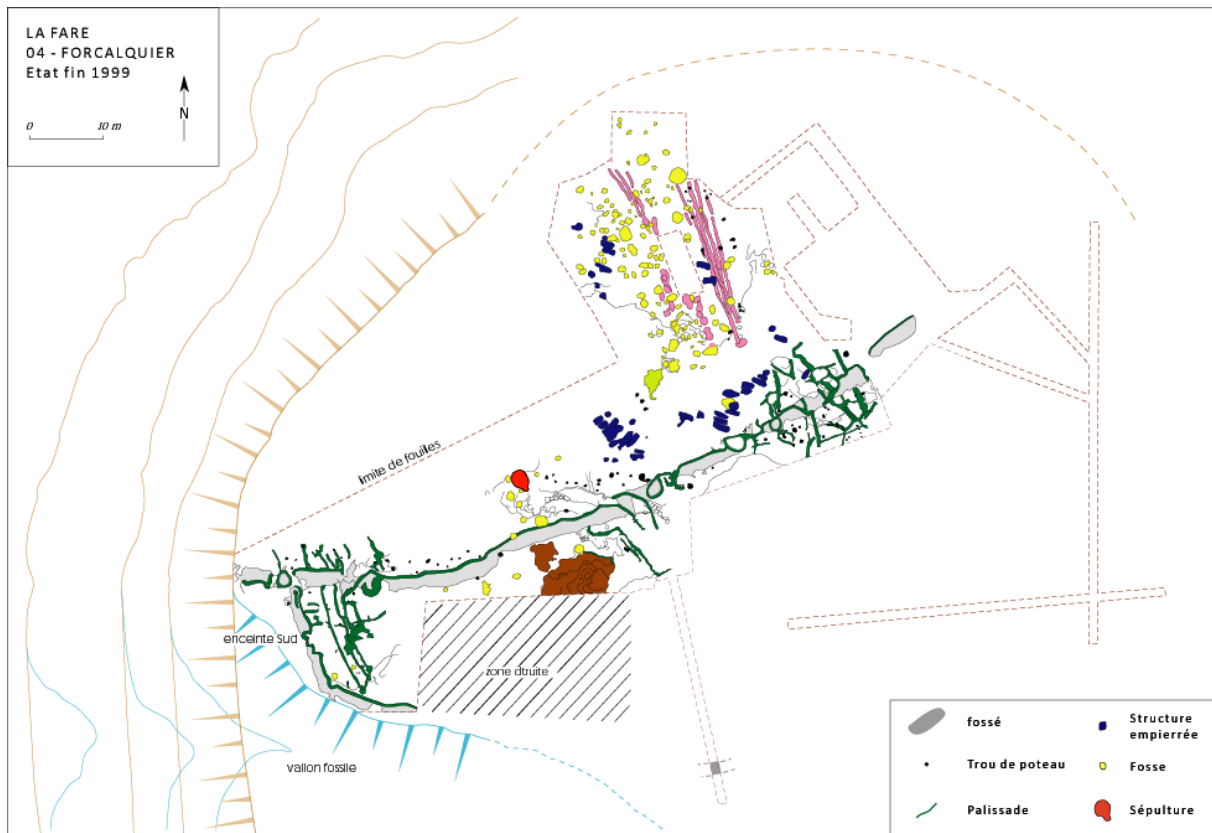 LA FARE
04 - FORCALQUIER
Etat fin 1999
N
0 10 m
limite de fouilles
enceinte Sud
zone dtruite
vallon fossile
fossé
Structure
empierrée
Trou de poteau
Fosse
Palissade
Sépulture